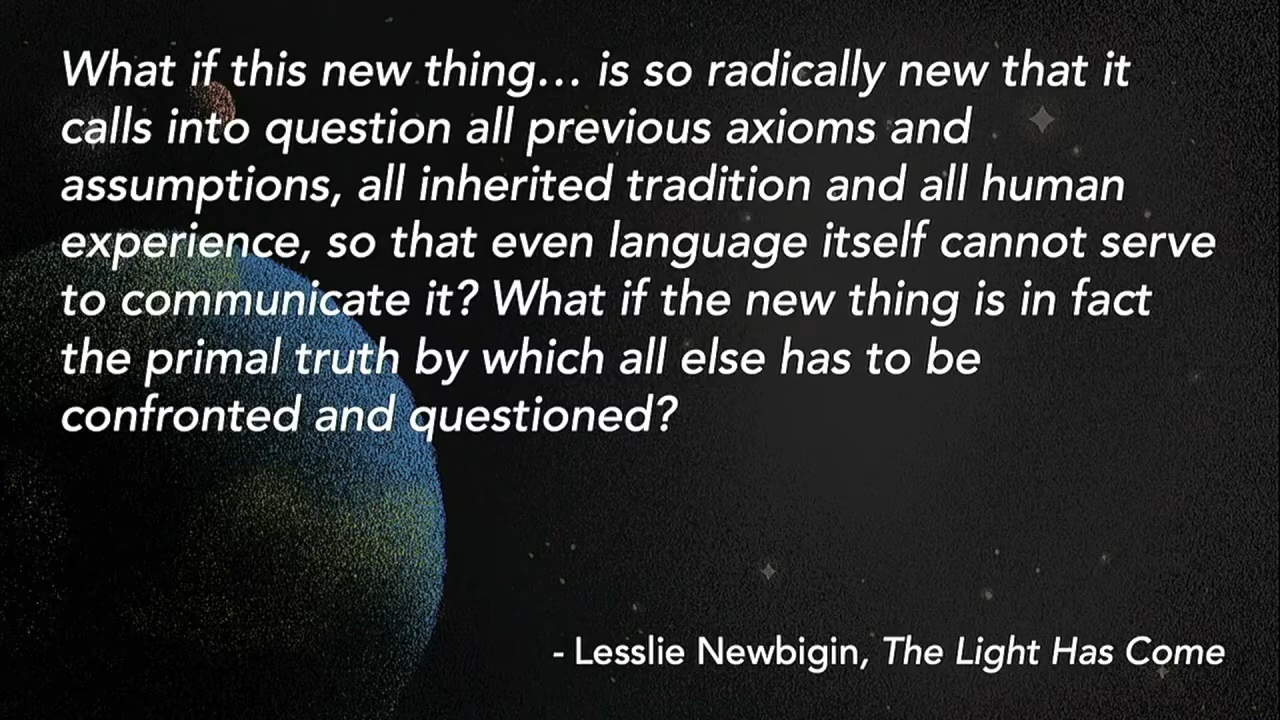 What if this new thing… is so radically new that it
calls into question all previous axioms and
assumptions, all inherited tradition and all human
experience, so that even language itself cannot serve
to communicate it? What if the new thing is in fact
the primal truth by which all else has to be
confronted and questioned?
- Lesslie Newbigin, The Light Has Come